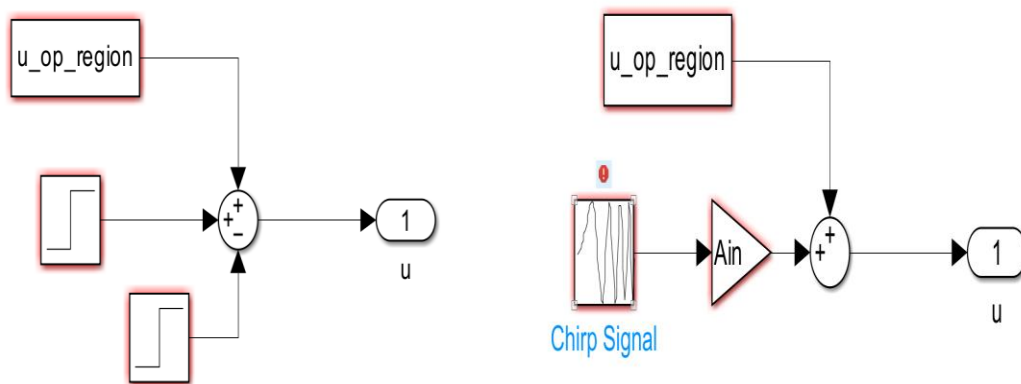 u_op_region
+
+
−
1
u
u_op_region
Chirp Signal
Ain
+
+
1
u